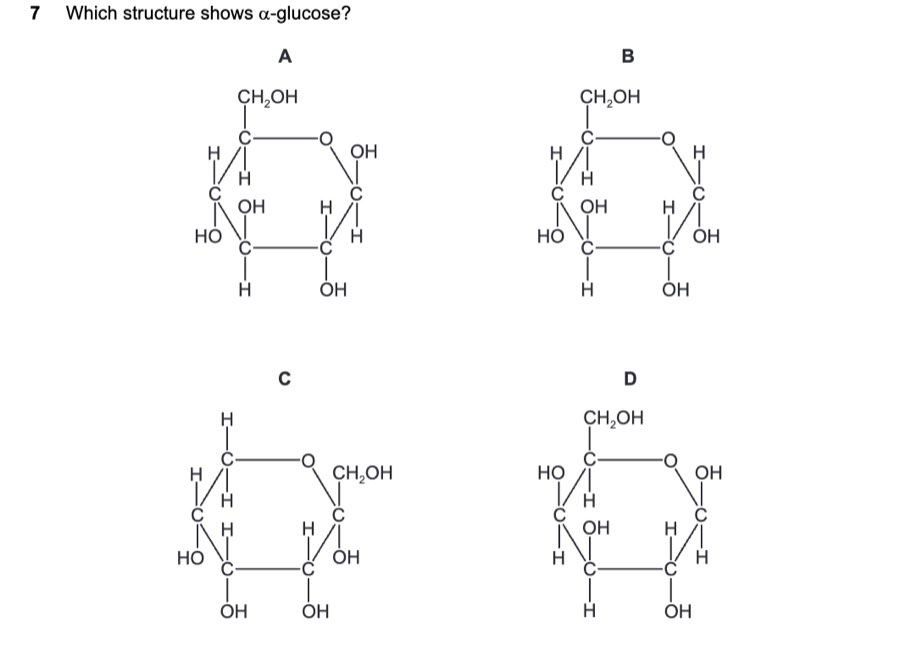 7 Which structure shows α-glucose?
A B
CH₂OH CH₂OH
C O C O
H OH H H
H H
C C C C
OH H OH H
HO H HO OH
C C C C
H OH H OH
C D
H CH₂OH
C O C O
H CH₂OH HO OH
H H
C C C C
H H OH H
HO OH H H
C C C C
OH OH H OH